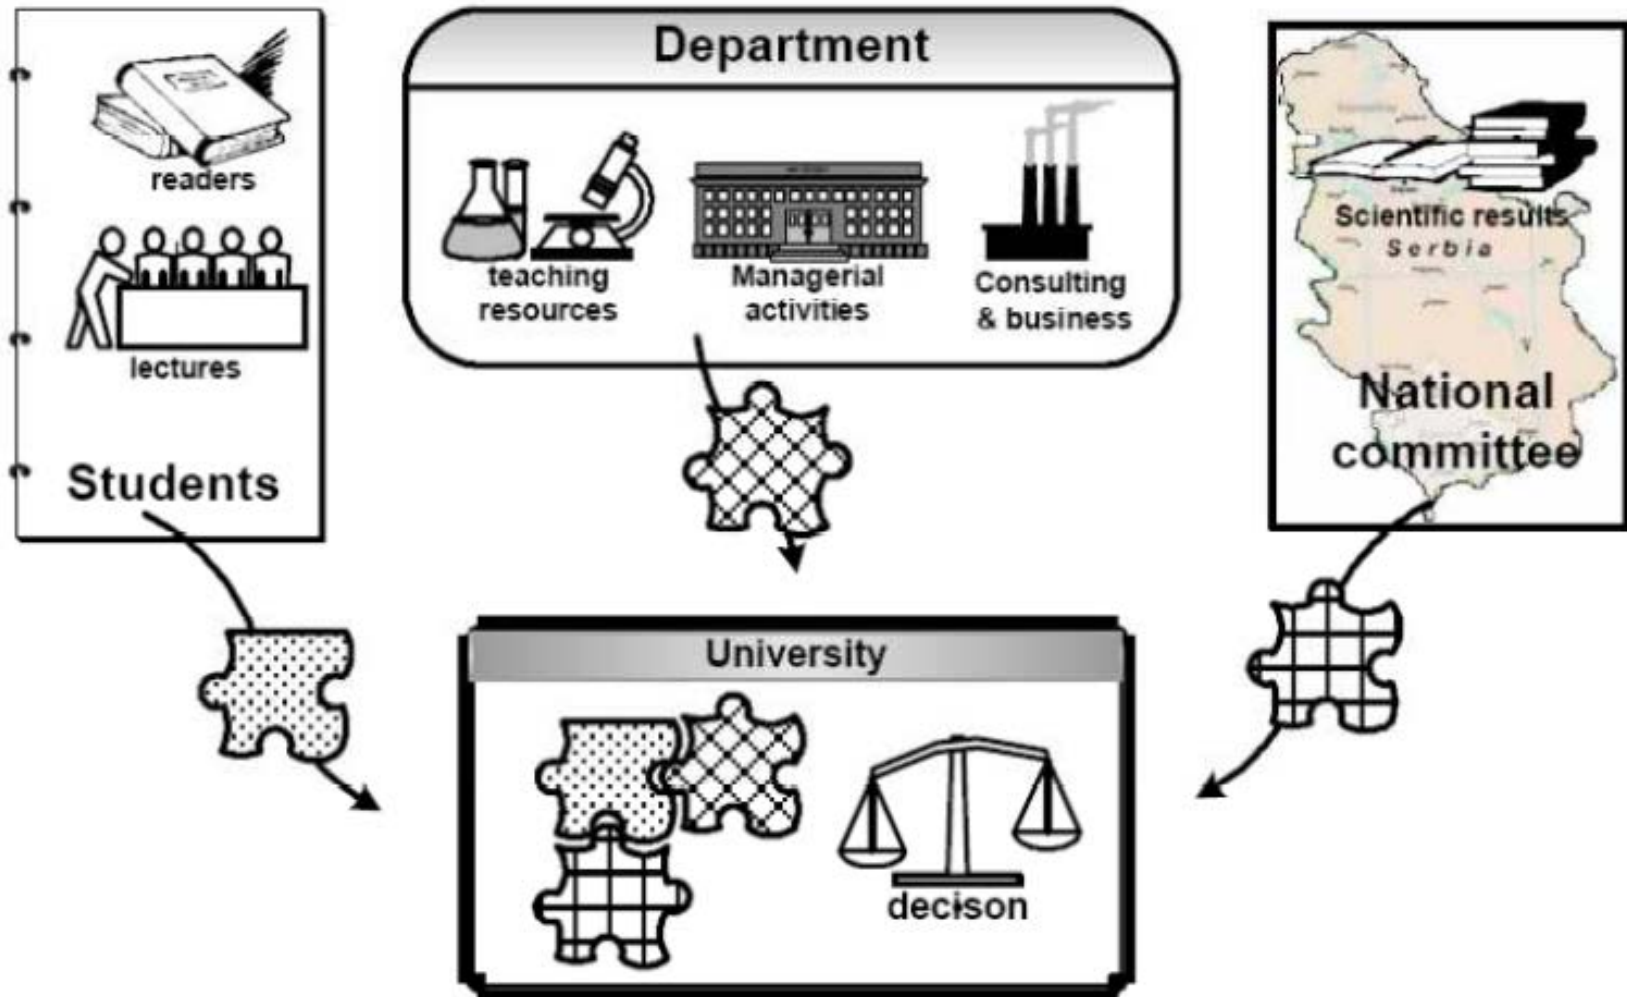 readers
lectures
Students
Department
teaching
resources
Managerial
activities
Consulting
& business
Scientific results
Serbia
National
committee
University
decison